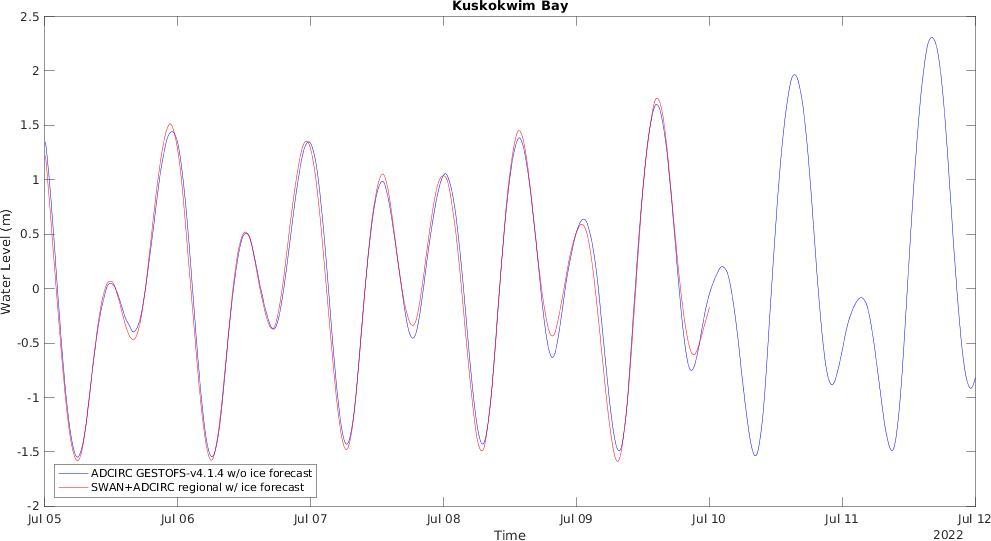 Kuskokwim Bay
2.5
2
1.5
1
0.5
0
-0.5
-1
-1.5
-2
Water Level (m)
ADCIRC GESTOFS-v4.1.4 w/o ice forecast
SWAN+ADCIRC regional w/ ice forecast
Jul 05 Jul 06 Jul 07 Jul 08 Jul 09 Jul 10 Jul 11 Jul 12
Time
2022